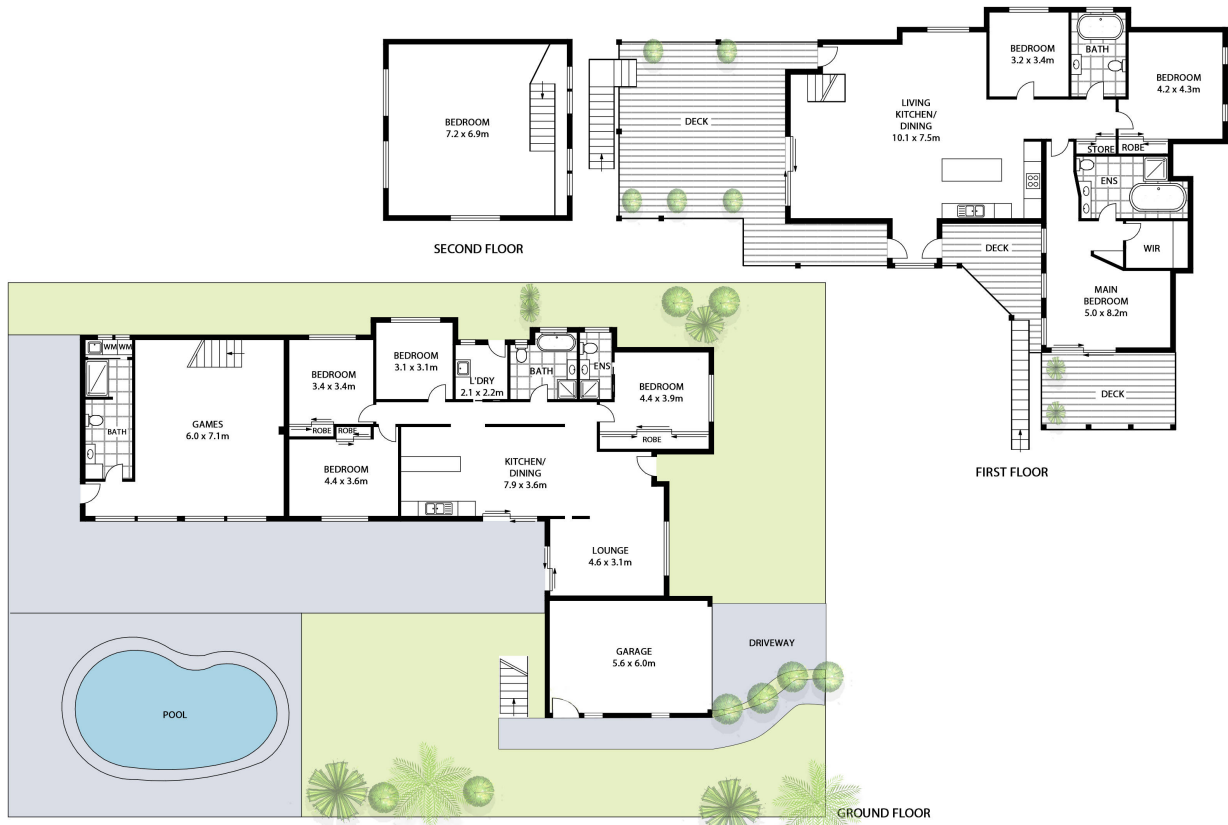 BEDROOM
7.2 x 6.9m
SECOND FLOOR
DECK
LIVING
KITCHEN/
DINING
10.1 x 7.5m
BEDROOM
3.2 x 3.4m
BATH
BEDROOM
4.2 x 4.3m
STORE
ROBE
ENS
WIR
DECK
MAIN
BEDROOM
5.0 x 8.2m
DECK
FIRST FLOOR
WM
WM
BATH
GAMES
6.0 x 7.1m
BEDROOM
3.4 x 3.4m
ROBE
ROBE
BEDROOM
3.1 x 3.1m
L'DRY
2.1 x 2.2m
BATH
ENS
BEDROOM
4.4 x 3.9m
ROBE
BEDROOM
4.4 x 3.6m
KITCHEN/
DINING
7.9 x 3.6m
LOUNGE
4.6 x 3.1m
GARAGE
5.6 x 6.0m
DRIVEWAY
POOL
GROUND FLOOR